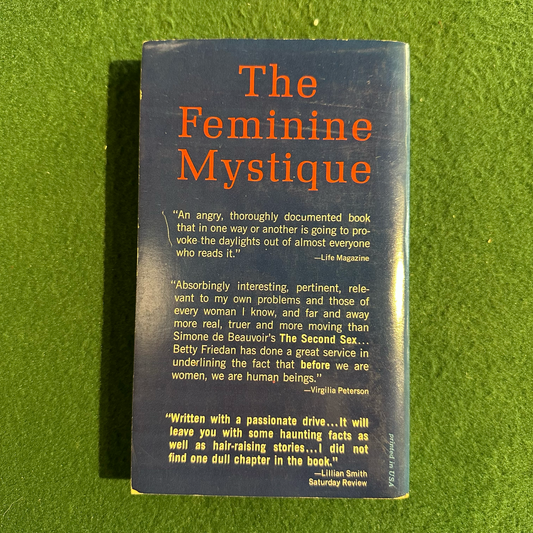 The
Feminine
Mystique
“An angry, thoroughly documented book
that in one way or another is going to pro-
voke the daylights out of almost everyone
who reads it.”
—Life Magazine
“Absorbingly interesting, pertinent, rele-
vant to my own problems and those of
every woman I know, and far and away
more real, truer and more moving than
Simone de Beauvoir's The Second Sex...
Betty Friedan has done a great service in
underlining the fact that before we are
women, we are human beings.”
—Virgilia Peterson
“Written with a passionate drive...It will
leave you with some haunting facts as
well as hair-raising stories...I did not
find one dull chapter in the book.”
—Lillian Smith
Saturday Review
printed in USA